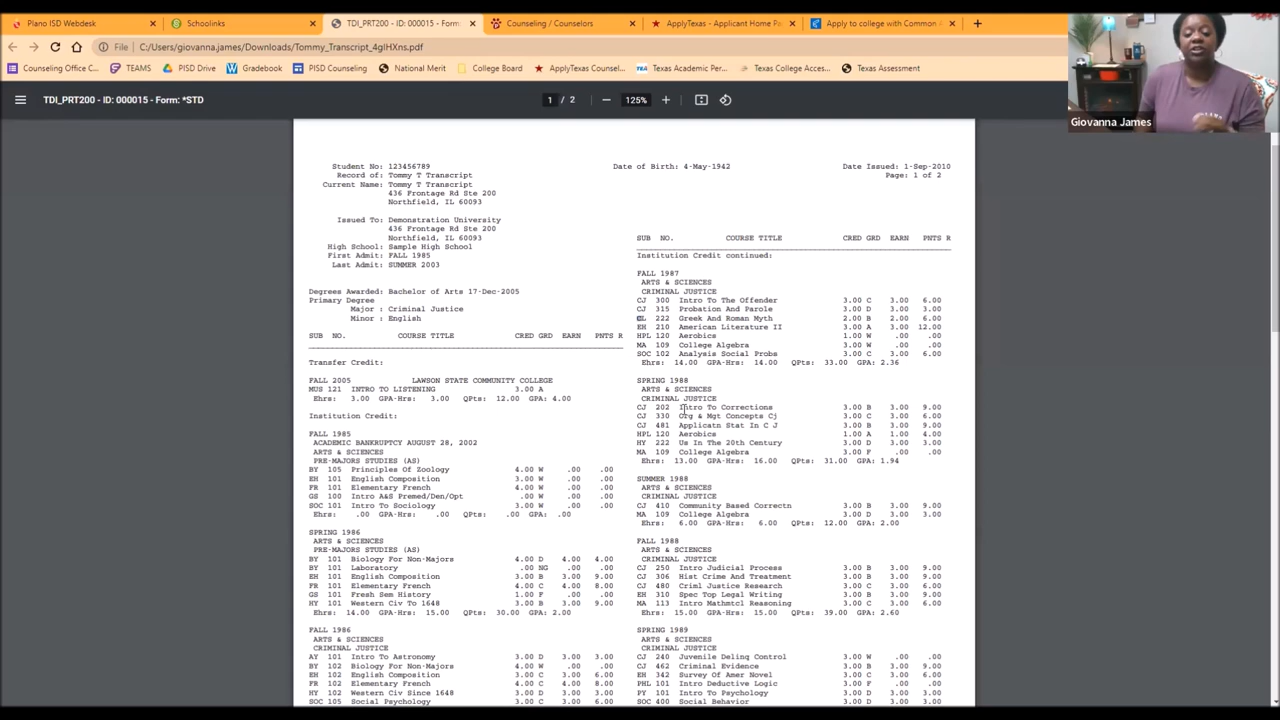 Plano ISD Webdesk
Schoolinks
TDI_PRT200 - ID: 000015 - Form:
Counseling / Counselors
ApplyTexas - Applicant Home P
Apply to college with Common A
File
C:/Users/giovanna.james/Downloads/Tommy_Transcript_4gIHXns.pdf
Counseling Office C...
TEAMS
PISD Drive
Gradebook
PISD Counseling
National Merit
College Board
ApplyTexas Counsel...
Texas Academic Per...
Texas College Acces...
Texas Assessment
TDI_PRT200 - ID: 000015 - Form: *STD
1 / 2
125%
Giovanna James
Student No: 123456789
Record of: Tommy T Transcript
Current Name: Tommy T Transcript
436 Frontage Rd Ste 200
Northfield, IL 60093
Date of Birth: 4-May-1942
Date Issued: 1-Sep-2010
Page: 1 of 2
Issued To: Demonstration University
436 Frontage Rd Ste 200
Northfield, IL 60093
High School: Sample High School
First Admit: FALL 1985
Last Admit: SUMMER 2003
Degrees Awarded: Bachelor of Arts 17-Dec-2005
Primary Degree
Major : Criminal Justice
Minor : English
SUB NO. COURSE TITLE CRED GRD EARN PNTS R
Transfer Credit:
FALL 2005 LAWSON STATE COMMUNITY COLLEGE
MUS 121 INTRO TO LISTENING 3.00 A
Ehrs: 3.00 GPA-Hrs: 3.00 QPts: 12.00 GPA: 4.00
Institution Credit:
FALL 1985
ACADEMIC BANKRUPTCY AUGUST 28, 2002
ARTS & SCIENCES
PRE-MAJORS STUDIES (AS)
BY 105 Principles Of Zoology 4.00 W .00 .00
EH 101 English Composition 3.00 W .00 .00
FR 101 Elementary French 4.00 W .00 .00
GS 100 Intro A&S Premed/Den/Opt .00 W .00 .00
SOC 101 Intro To Sociology 3.00 W .00 .00
Ehrs: .00 GPA-Hrs: .00 QPts: .00 GPA: .00
SPRING 1986
ARTS & SCIENCES
PRE-MAJORS STUDIES (AS)
BY 101 Biology For Non-Majors 4.00 D 4.00 4.00
BY 101 Laboratory .00 NG .00 .00
EH 101 English Composition 3.00 B 3.00 9.00
FR 101 Elementary French 4.00 C 4.00 8.00
GS 101 Fresh Sem History 1.00 F .00 .00
HY 101 Western Civ To 1648 3.00 B 3.00 9.00
Ehrs: 14.00 GPA-Hrs: 15.00 QPts: 30.00 GPA: 2.00
FALL 1986
ARTS & SCIENCES
CRIMINAL JUSTICE
AY 101 Intro To Astronomy 3.00 D 3.00 3.00
BY 102 Biology For Non-Majors 4.00 W .00 .00
EH 102 English Composition 3.00 C 3.00 6.00
FR 102 Elementary French 4.00 C 4.00 8.00
HY 102 Western Civ Since 1648 3.00 D 3.00 3.00
SOC 105 Social Psychology 3.00 C 3.00 6.00
SUB NO. COURSE TITLE CRED GRD EARN PNTS R
Institution Credit continued:
FALL 1987
ARTS & SCIENCES
CRIMINAL JUSTICE
CJ 300 Intro To The Offender 3.00 C 3.00 6.00
CJ 315 Probation And Parole 3.00 D 3.00 3.00
CL 222 Greek And Roman Myth 2.00 B 2.00 6.00
EH 210 American Literature II 3.00 A 3.00 12.00
HPL 120 Aerobics 1.00 W .00 .00
MA 109 College Algebra 3.00 W .00 .00
SOC 102 Analysis Social Probs 3.00 C 3.00 6.00
Ehrs: 14.00 GPA-Hrs: 14.00 QPts: 33.00 GPA: 2.36
SPRING 1988
ARTS & SCIENCES
CRIMINAL JUSTICE
CJ 202 Intro To Corrections 3.00 B 3.00 9.00
CJ 330 Org & Mgt Concepts Cj 3.00 C 3.00 6.00
CJ 481 Applicatn Stat In C J 3.00 B 3.00 9.00
HPL 120 Aerobics 1.00 A 1.00 4.00
HY 222 Us In The 20th Century 3.00 D 3.00 3.00
MA 109 College Algebra 3.00 F .00 .00
Ehrs: 13.00 GPA-Hrs: 16.00 QPts: 31.00 GPA: 1.94
SUMMER 1988
ARTS & SCIENCES
CRIMINAL JUSTICE
CJ 410 Community Based Correctn 3.00 B 3.00 9.00
MA 109 College Algebra 3.00 D 3.00 3.00
Ehrs: 6.00 GPA-Hrs: 6.00 QPts: 12.00 GPA: 2.00
FALL 1988
ARTS & SCIENCES
CRIMINAL JUSTICE
CJ 250 Intro Judicial Process 3.00 B 3.00 9.00
CJ 306 Hist Crime And Treatment 3.00 B 3.00 9.00
CJ 480 Criml Justice Research 3.00 C 3.00 6.00
EH 310 Spec Top Legal Writing 3.00 B 3.00 9.00
MA 113 Intro Mathmtcl Reasoning 3.00 C 3.00 6.00
Ehrs: 15.00 GPA-Hrs: 15.00 QPts: 39.00 GPA: 2.60
SPRING 1989
ARTS & SCIENCES
CRIMINAL JUSTICE
CJ 240 Juvenile Delinq Control 3.00 W .00 .00
CJ 462 Criminal Evidence 3.00 B 3.00 9.00
EH 342 Survey Of Amer Novel 3.00 C 3.00 6.00
PHL 101 Intro Deductive Logic 3.00 F .00 .00
PY 101 Intro To Psychology 3.00 D 3.00 3.00
SOC 400 Social Behavior 3.00 D 3.00 3.00